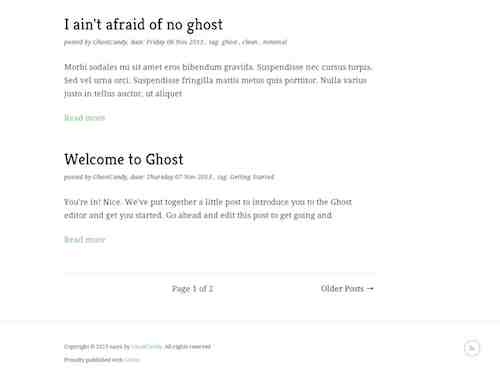 I ain't afraid of no ghost
posted by GhostCandy, date: Friday 08 Nov 2013, tag: ghost, clean, minimal
Morbi sodales mi sit amet eros bibendum gravida. Suspendisse nec cursus turpis.
Sed vel urna orci. Suspendisse fringilla mattis metus quis porttitor. Nulla varius
justo in tellus auctor, ut aliquet
Read more
Welcome to Ghost
posted by GhostCandy, date: Thursday 07 Nov 2013, tag: Getting Started
You're in! Nice. We've put together a little post to introduce you to the Ghost
editor and get you started. Go ahead and edit this post to get going and
Read more
Page 1 of 2
Older Posts →
Copyright © 2013 by GhostCandy. All rights reserved
Proudly published with Ghost